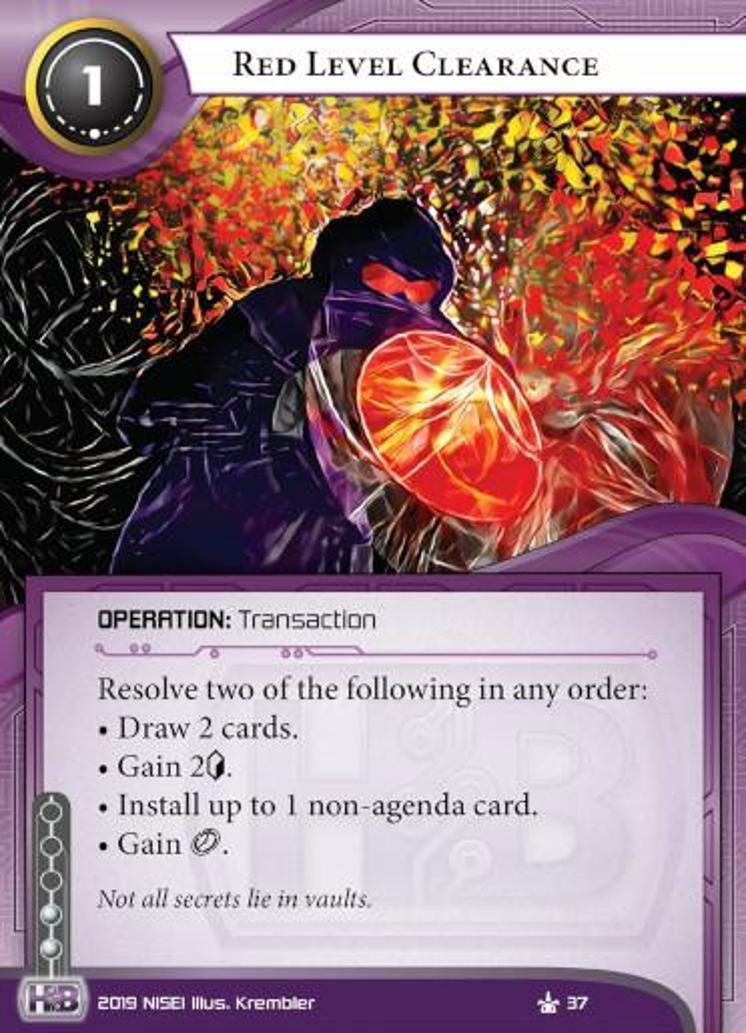 1
RED LEVEL CLEARANCE
OPERATION: Transaction
Resolve two of the following in any order:
• Draw 2 cards.
• Gain 2.
• Install up to 1 non-agenda card.
• Gain .
Not all secrets lie in vaults.
HB
2019 NISEI Illus. Krembler 37